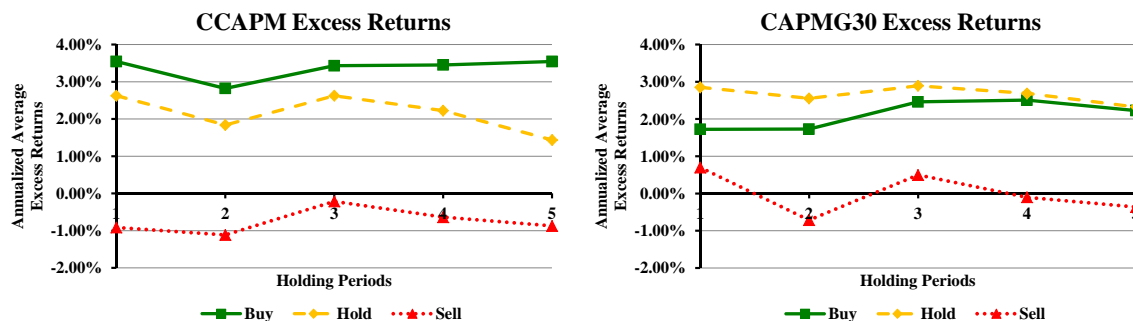 CCAPM Excess Returns
Annualized Average
Excess Returns
4.00%
3.00%
2.00%
1.00%
0.00%
-1.00%
-2.00%
1 2 3 4 5
Holding Periods
Buy Hold Sell
CAPMG30 Excess Returns
Annualized Average
Excess Returns
4.00%
3.00%
2.00%
1.00%
0.00%
-1.00%
-2.00%
1 2 3 4
Holding Periods
Buy Hold Sell